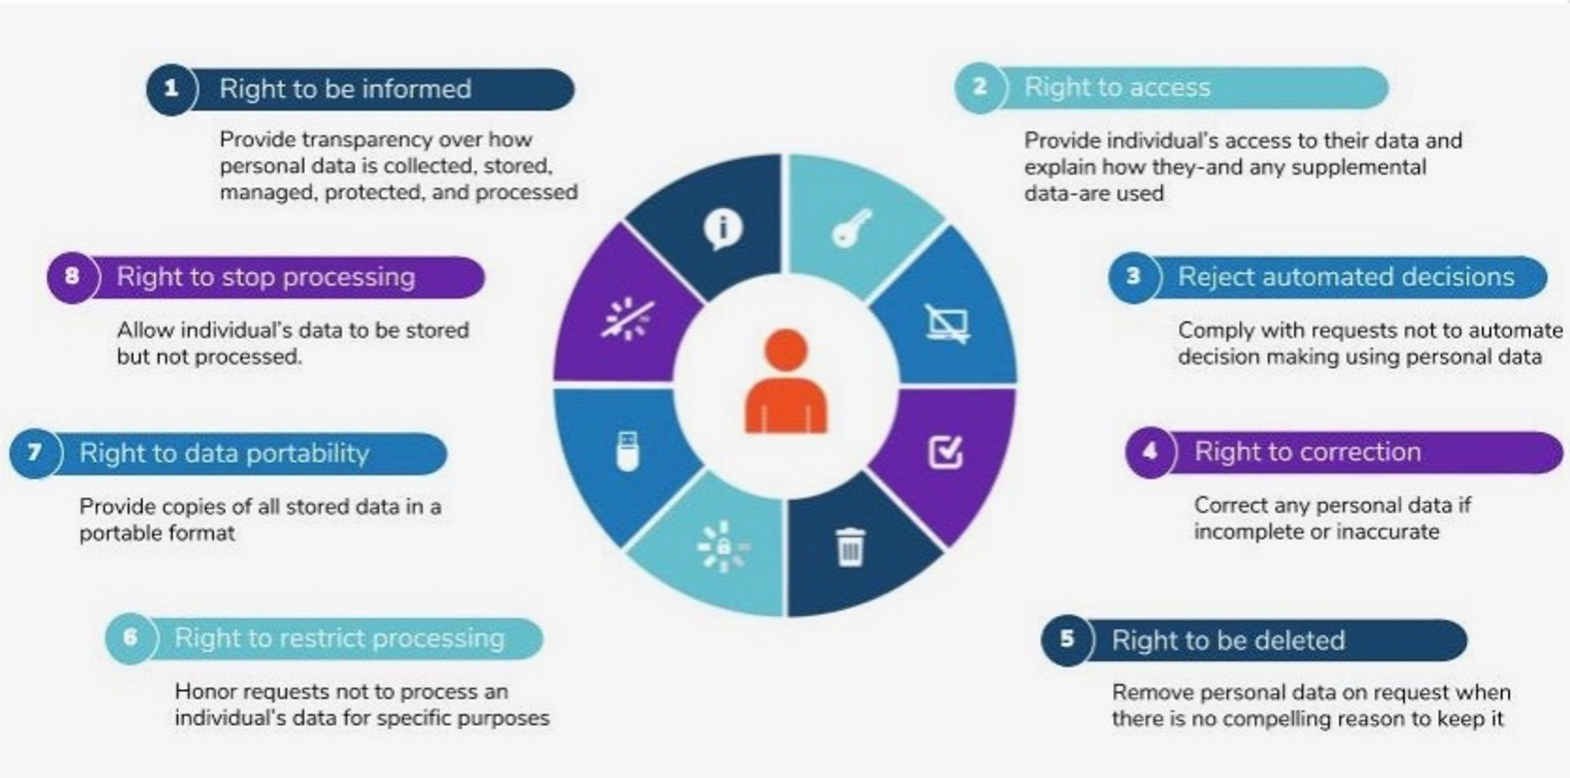 1 Right to be informed
Provide transparency over how
personal data is collected, stored,
managed, protected, and processed
2 Right to access
Provide individual's access to their data and
explain how they-and any supplemental
data-are used
3 Reject automated decisions
Comply with requests not to automate
decision making using personal data
4 Right to correction
Correct any personal data if
incomplete or inaccurate
5 Right to be deleted
Remove personal data on request when
there is no compelling reason to keep it
6 Right to restrict processing
Honor requests not to process an
individual's data for specific purposes
7 Right to data portability
Provide copies of all stored data in a
portable format
8 Right to stop processing
Allow individual's data to be stored
but not processed.